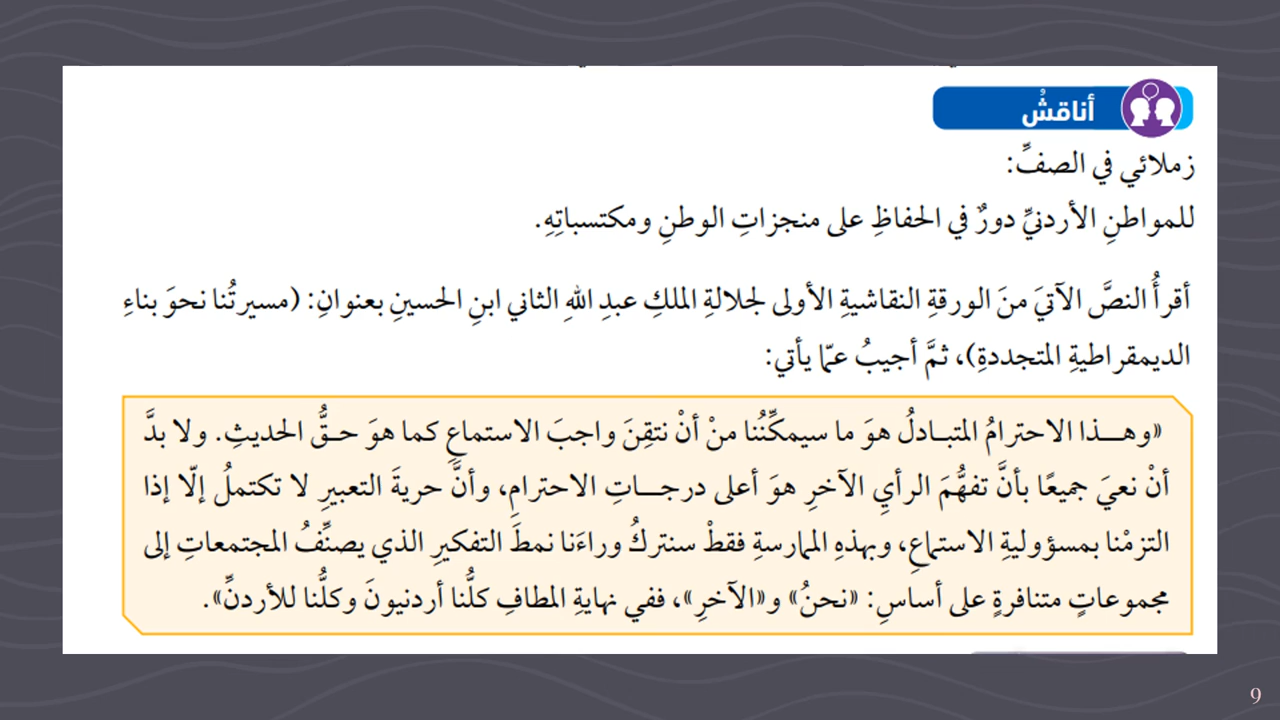 أناقشُ
زملائي في الصفِّ:
للمواطنِ الأردنيِّ دورٌ في الحفاظِ على منجزاتِ الوطنِ ومكتسباتِهِ.
أقرأُ النصَّ الآتيَ منَ الورقةِ النقاشيةِ الأولى لجلالةِ الملكِ عبدِ اللهِ الثاني ابنِ الحسينِ بعنوانِ: (مسيرتُنا نحوَ بناءِ
الديمقراطيةِ المتجددةِ)، ثمَّ أجيبُ عمّا يأتي:
«وهـــذا الاحترامُ المتبـادلُ هوَ ما سيمكِّنُنا منْ أنْ نتقِنَ واجبَ الاستماعِ كما هوَ حـقُّ الحديثِ. ولا بدَّ
أنْ نعيَ جميعًا بأنَّ تفهُّمَ الرأيِ الآخرِ هوَ أعلى درجـــاتِ الاحترامِ، وأنَّ حريةَ التعبيرِ لا تكتملُ إلّا إذا
التزمْنا بمسؤوليةِ الاستماعِ، وبهذهِ الممارسةِ فقطْ سنتركُ وراءَنا نمطَ التفكيرِ الذي يصنِّفُ المجتمعاتِ إلى
مجموعاتٍ متنافرةٍ على أساسِ: «نحنُ» و«الآخرِ»، ففي نهايةِ المطافِ كلُّنا أردنيونَ وكلُّنا للأردنِّ».
9